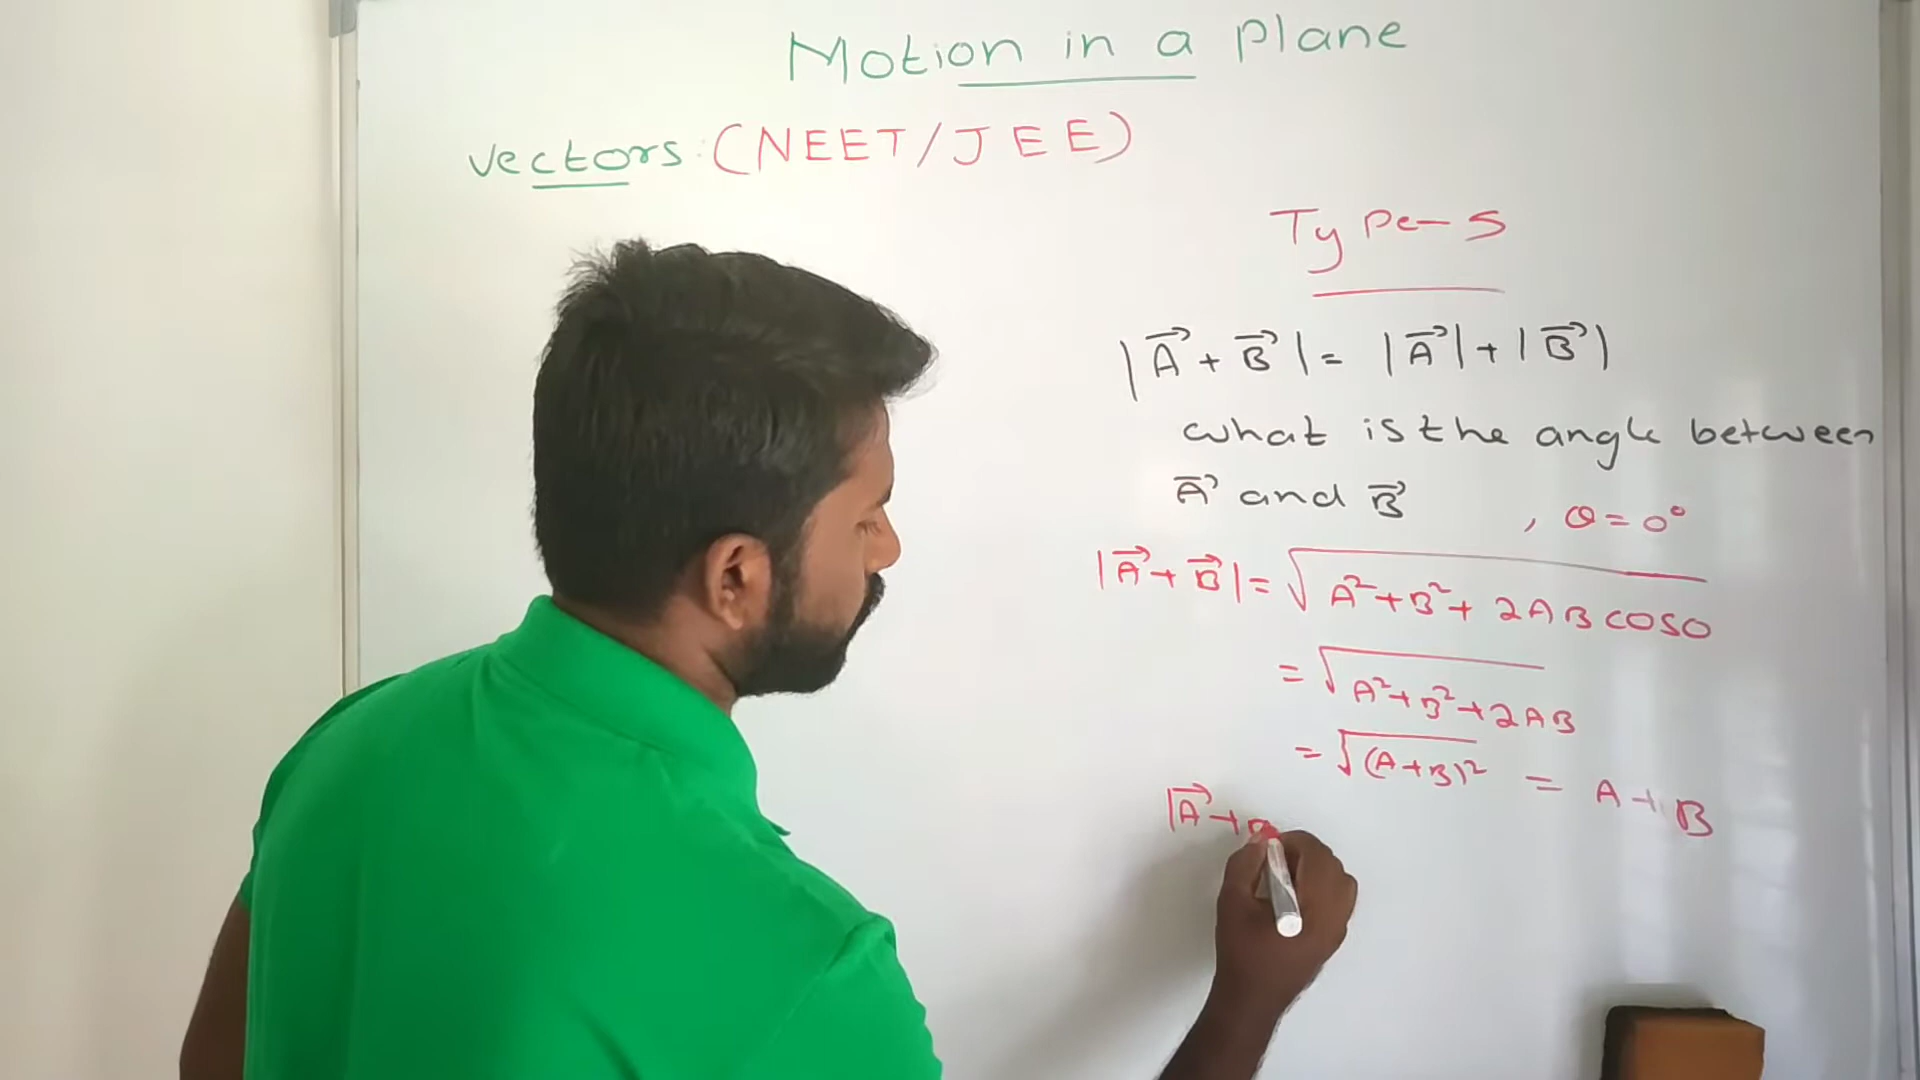 Motion in a plane
vectors: (NEET/JEE)
Type-5
|A⃗ + B⃗| = |A⃗| + |B⃗|
what is the angle between
A⃗ and B⃗ , θ = 0°
|A⃗ + B⃗| = √(A² + B² + 2AB cos0)
= √(A² + B² + 2AB)
= √(A+B)² = A + B
|A⃗ +